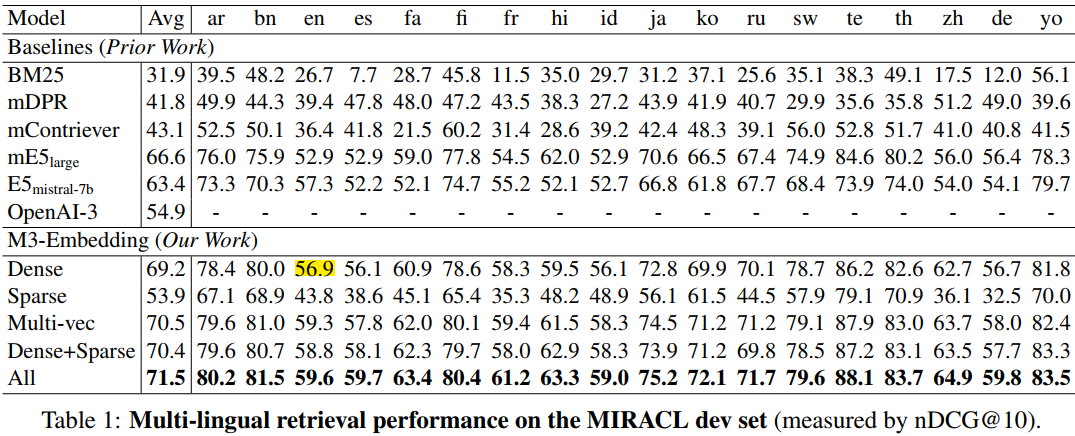 Model Avg ar bn en es fa fi fr hi id ja ko ru sw te th zh de yo
Baselines (Prior Work)
BM25 31.9 39.5 48.2 26.7 7.7 28.7 45.8 11.5 35.0 29.7 31.2 37.1 25.6 35.1 38.3 49.1 17.5 12.0 56.1
mDPR 41.8 49.9 44.3 39.4 47.8 48.0 47.2 43.5 38.3 27.2 43.9 41.9 40.7 29.9 35.6 35.8 51.2 49.0 39.6
mContriever 43.1 52.5 50.1 36.4 41.8 21.5 60.2 31.4 28.6 39.2 42.4 48.3 39.1 56.0 52.8 51.7 41.0 40.8 41.5
mE5large 66.6 76.0 75.9 52.9 52.9 59.0 77.8 54.5 62.0 52.9 70.6 66.5 67.4 74.9 84.6 80.2 56.0 56.4 78.3
E5mistral-7b 63.4 73.3 70.3 57.3 52.2 52.1 74.7 55.2 52.1 52.7 66.8 61.8 67.7 68.4 73.9 74.0 54.0 54.1 79.7
OpenAI-3 54.9 - - - - - - - - - - - - - - - - - -
M3-Embedding (Our Work)
Dense 69.2 78.4 80.0 56.9 56.1 60.9 78.6 58.3 59.5 56.1 72.8 69.9 70.1 78.7 86.2 82.6 62.7 56.7 81.8
Sparse 53.9 67.1 68.9 43.8 38.6 45.1 65.4 35.3 48.2 48.9 56.1 61.5 44.5 57.9 79.1 70.9 36.1 32.5 70.0
Multi-vec 70.5 79.6 81.0 59.3 57.8 62.0 80.1 59.4 61.5 58.3 74.5 71.2 71.2 79.1 87.9 83.0 63.7 58.0 82.4
Dense+Sparse 70.4 79.6 80.7 58.8 58.1 62.3 79.7 58.0 62.9 58.3 73.9 71.2 69.8 78.5 87.2 83.1 63.5 57.7 83.3
All 71.5 80.2 81.5 59.6 59.7 63.4 80.4 61.2 63.3 59.0 75.2 72.1 71.7 79.6 88.1 83.7 64.9 59.8 83.5
Table 1: Multi-lingual retrieval performance on the MIRACL dev set (measured by nDCG@10).